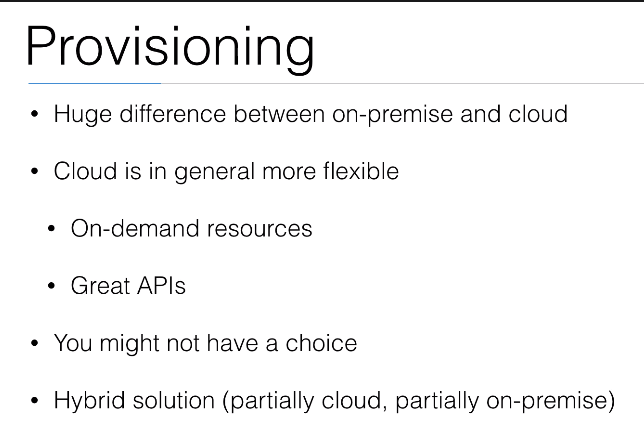 Provisioning
• Huge difference between on-premise and cloud
• Cloud is in general more flexible
• On-demand resources
• Great APIs
• You might not have a choice
• Hybrid solution (partially cloud, partially on-premise)